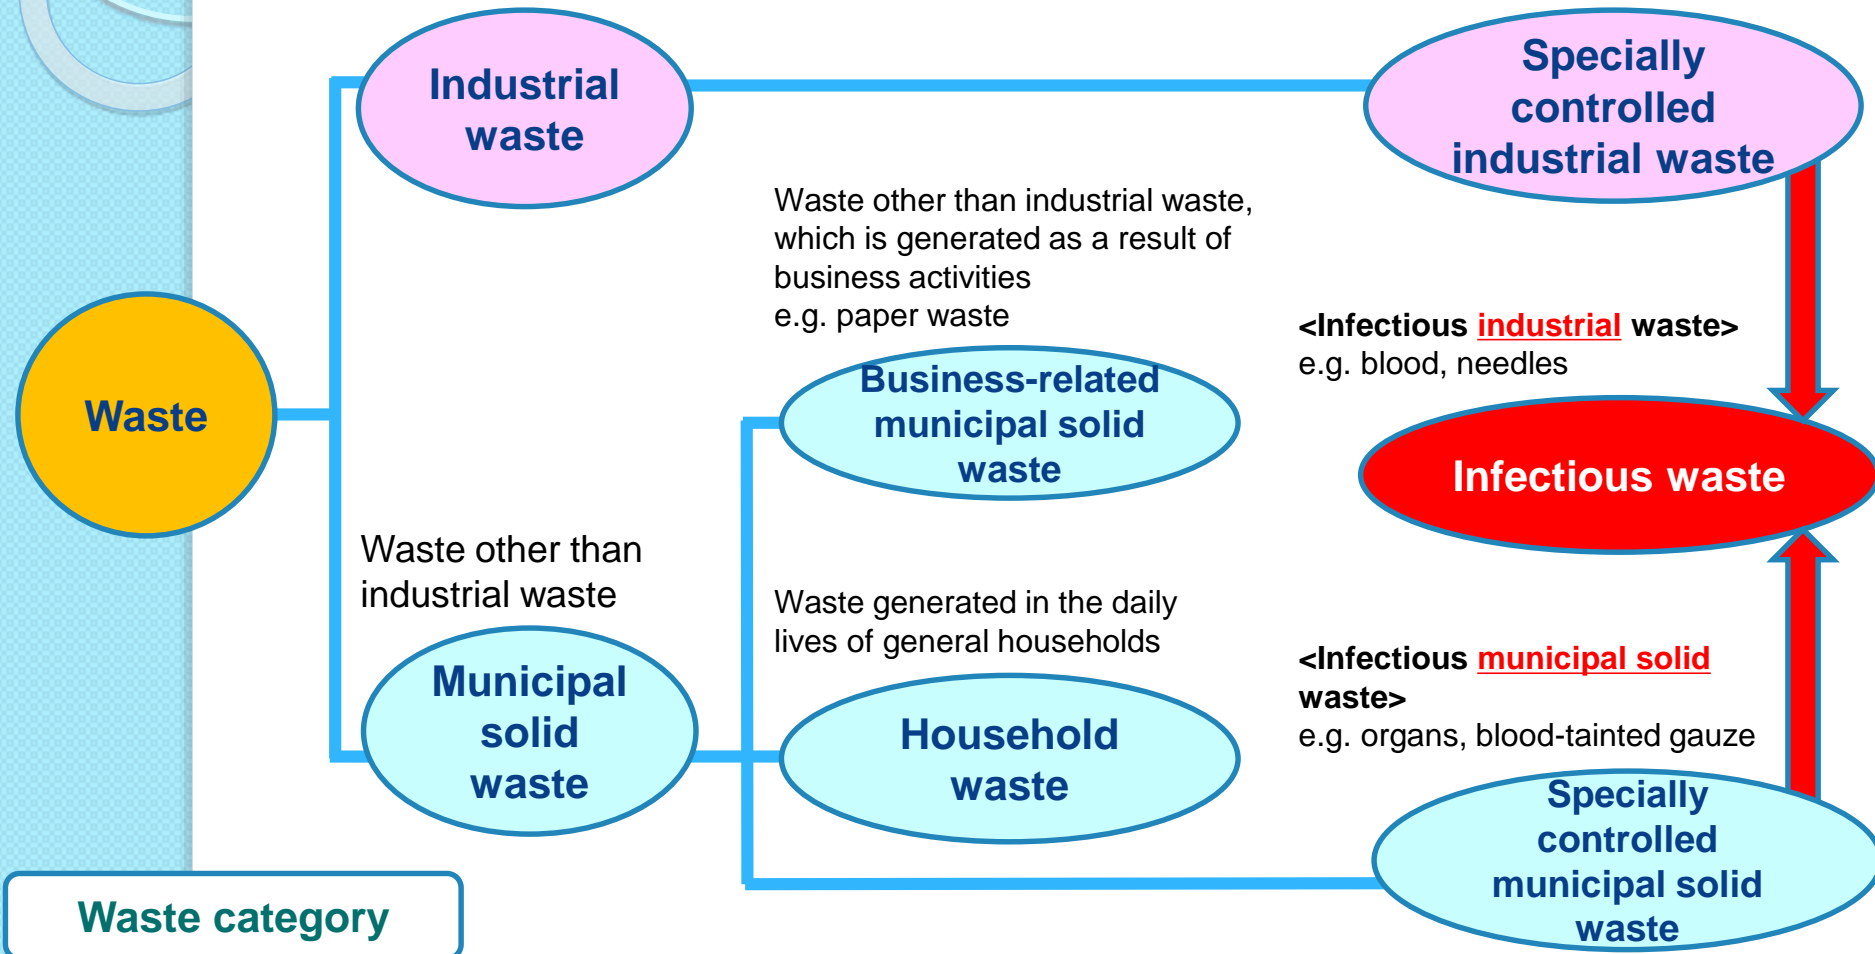 Industrial
waste
Specially
controlled
industrial waste
Waste other than industrial waste,
which is generated as a result of
business activities
e.g. paper waste
<Infectious industrial waste>
e.g. blood, needles
Business-related
municipal solid
waste
Waste
Infectious waste
Waste other than
industrial waste
Waste generated in the daily
lives of general households
<Infectious municipal solid
waste>
e.g. organs, blood-tainted gauze
Municipal
solid
waste
Household
waste
Specially
controlled
municipal solid
waste
Waste category